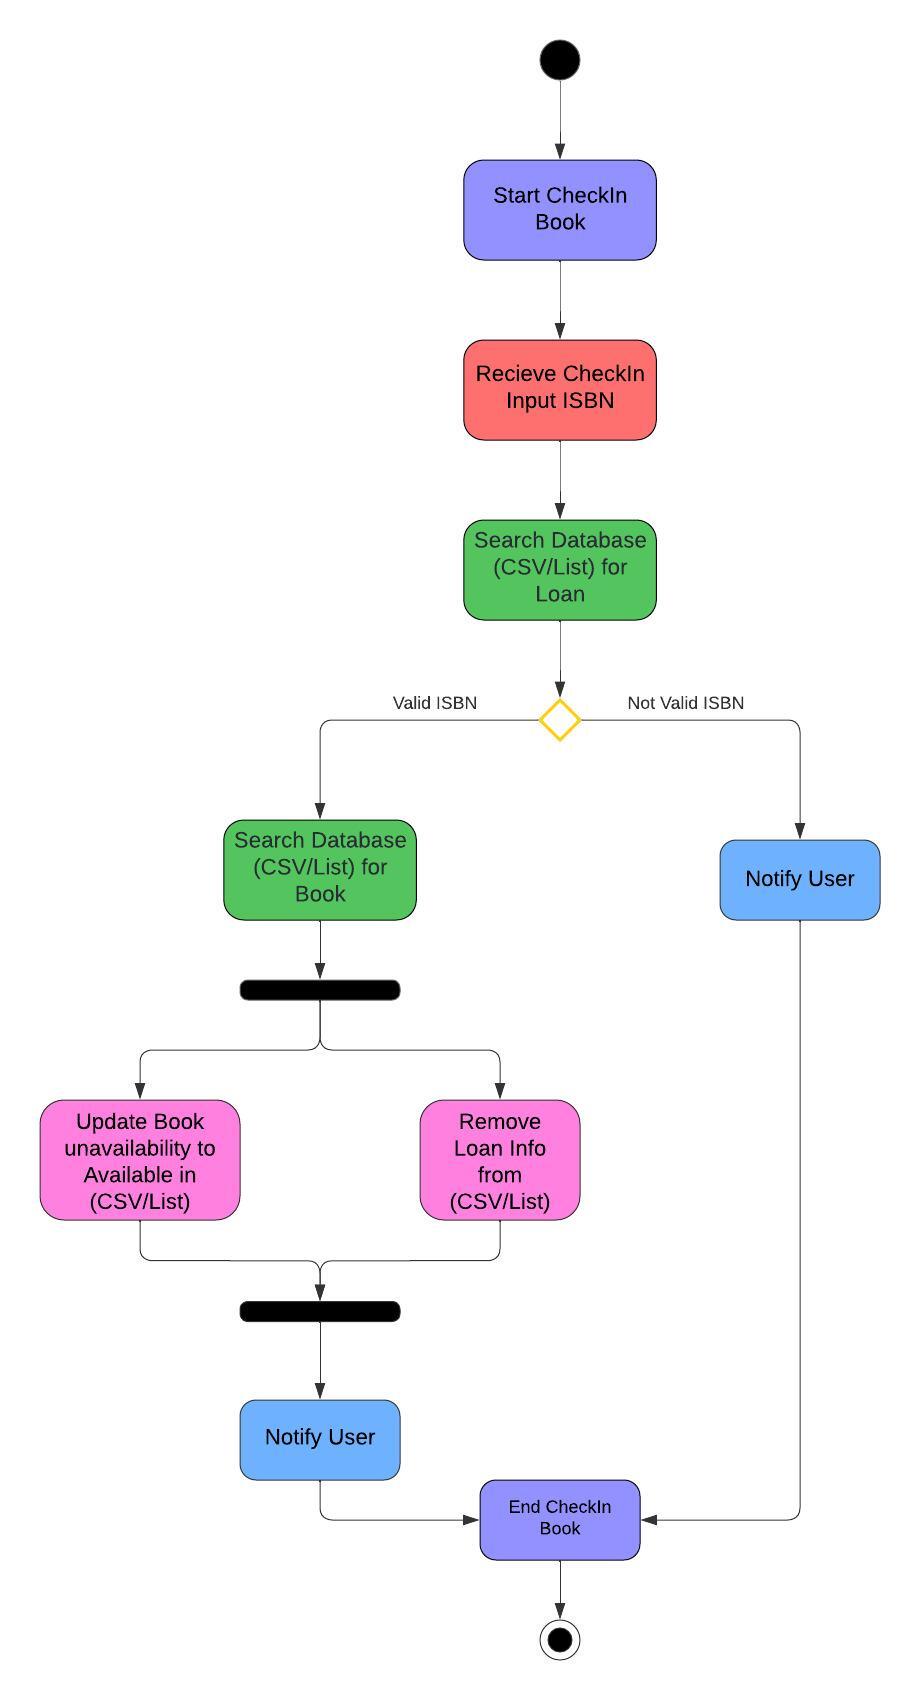 Start CheckIn
Book
Recieve CheckIn
Input ISBN
Search Database
(CSV/List) for
Loan
Valid ISBN
Not Valid ISBN
Search Database
(CSV/List) for
Book
Notify User
Update Book
unavailability to
Available in
(CSV/List)
Remove
Loan Info
from
(CSV/List)
Notify User
End CheckIn
Book